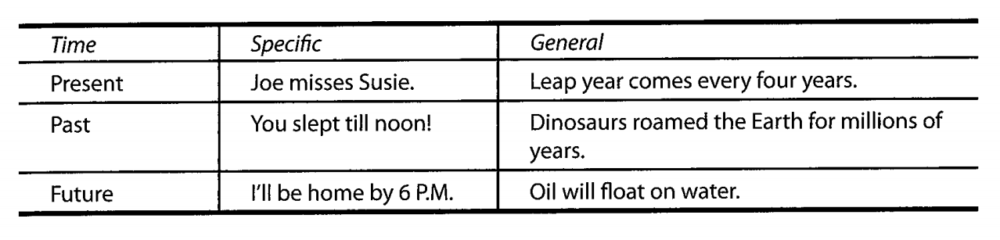 Time Specific General
Present Joe misses Susie. Leap year comes every four years.
Past You slept till noon! Dinosaurs roamed the Earth for millions of
years.
Future I'll be home by 6 P.M. Oil will float on water.